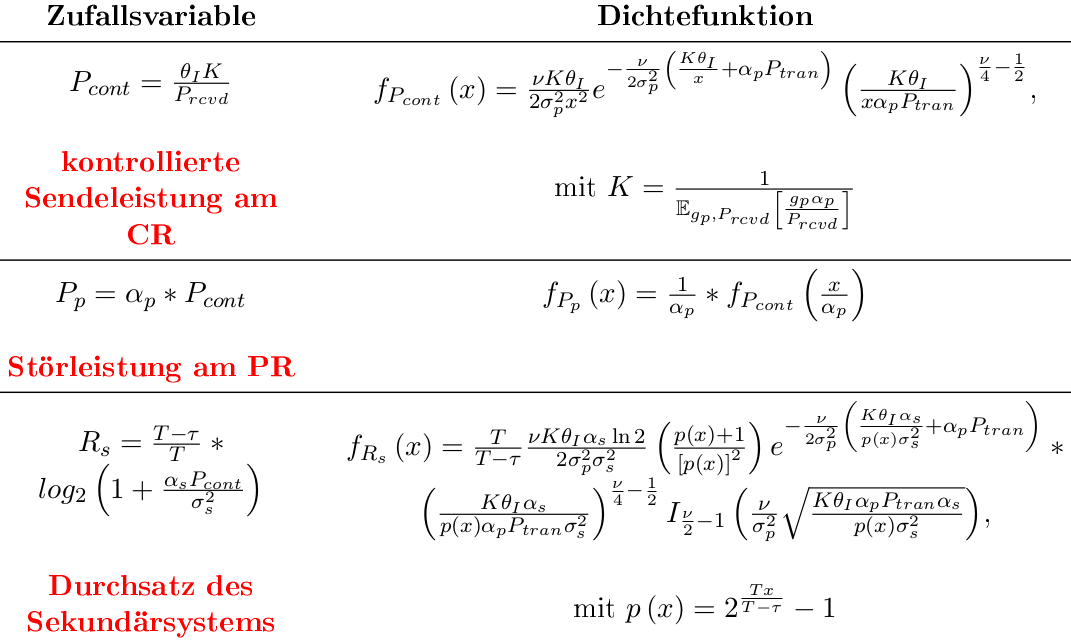 Zufallsvariable Dichtefunktion
$P_{cont} = \frac{\theta_I K}{P_{rcvd}}$ $f_{P_{cont}}(x) = \frac{\nu K\theta_I}{2\sigma_p^2 x^2} e^{-\frac{\nu}{2\sigma_p^2}\left(\frac{K\theta_I}{x}+\alpha_p P_{tran}\right)} \left(\frac{K\theta_I}{x\alpha_p P_{tran}}\right)^{\frac{\nu}{4}-\frac{1}{2}},$
kontrollierte
Sendeleistung am
CR
mit $K = \frac{1}{\mathbb{E}_{g_p,P_{rcvd}}\left[\frac{g_p\alpha_p}{P_{rcvd}}\right]}$
$P_p = \alpha_p * P_{cont}$ $f_{P_p}(x) = \frac{1}{\alpha_p} * f_{P_{cont}}\left(\frac{x}{\alpha_p}\right)$
Störleistung am PR
$R_s = \frac{T-\tau}{T} *$
$log_2\left(1 + \frac{\alpha_s P_{cont}}{\sigma_s^2}\right)$
$f_{R_s}(x) = \frac{T}{T-\tau}\frac{\nu K\theta_I\alpha_s \ln 2}{2\sigma_p^2\sigma_s^2}\left(\frac{p(x)+1}{[p(x)]^2}\right) e^{-\frac{\nu}{2\sigma_p^2}\left(\frac{K\theta_I\alpha_s}{p(x)\sigma_s^2}+\alpha_p P_{tran}\right)} *$
$\left(\frac{K\theta_I\alpha_s}{p(x)\alpha_p P_{tran}\sigma_s^2}\right)^{\frac{\nu}{4}-\frac{1}{2}} I_{\frac{\nu}{2}-1}\left(\frac{\nu}{\sigma_p^2}\sqrt{\frac{K\theta_I\alpha_p P_{tran}\alpha_s}{p(x)\sigma_s^2}}\right),$
Durchsatz des
Sekundärsystems
mit $p(x) = 2^{\frac{Tx}{T-\tau}} - 1$